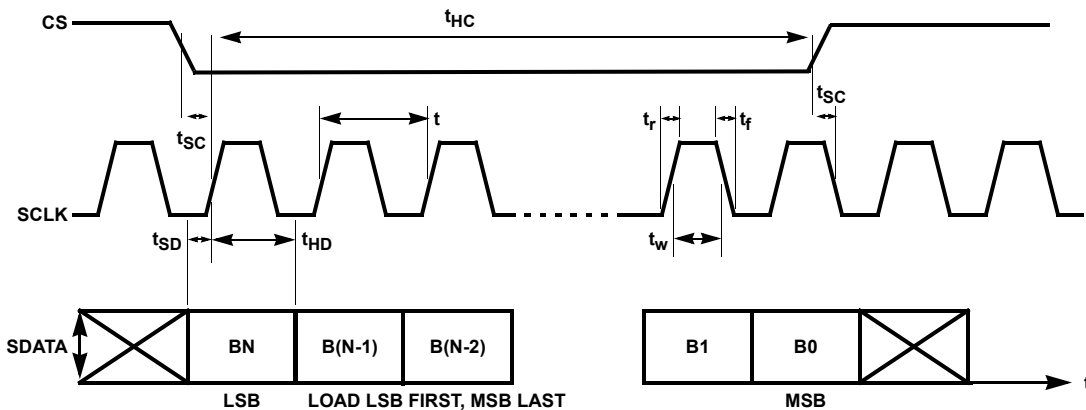 CS
tHC
tSC
tSC
t
tr
tf
SCLK
tSD
tHD
tw
SDATA
BN
B(N-1)
B(N-2)
B1
B0
t
LSB
LOAD LSB FIRST, MSB LAST
MSB